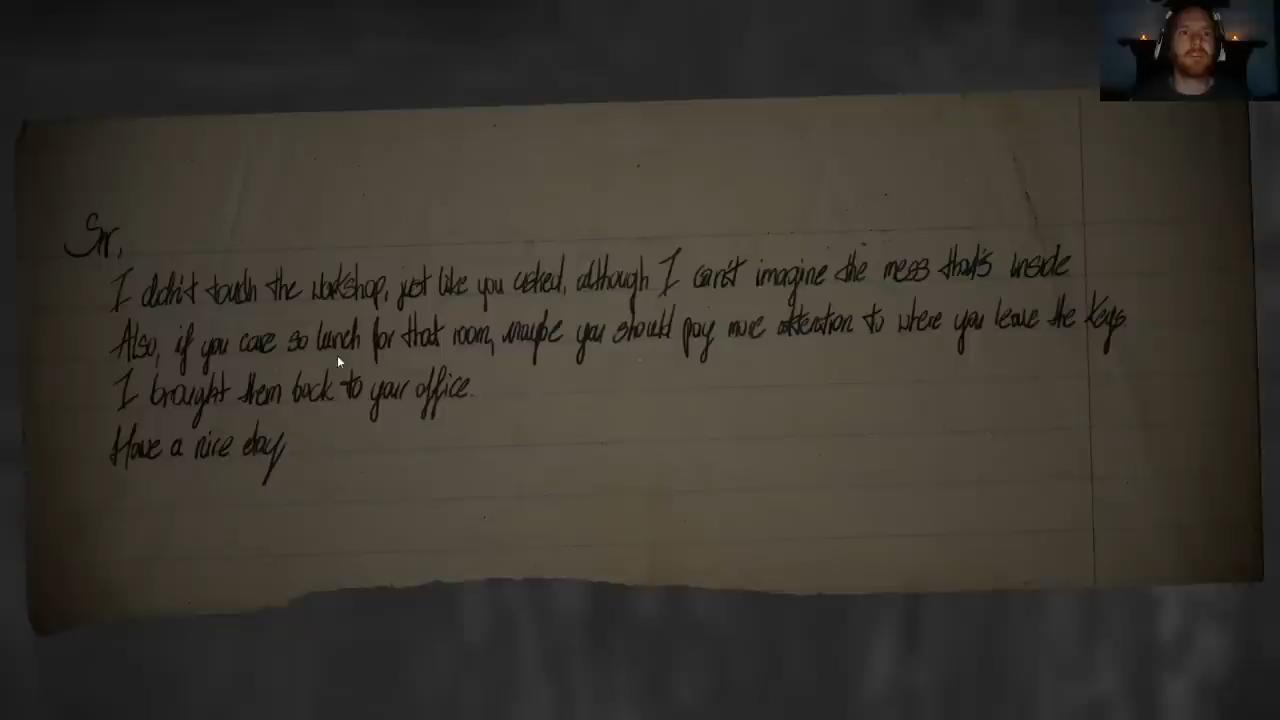 Sir,
I didn't touch the workshop, just like you asked, although I can't imagine the mess that's inside
Also, if you care so much for that room, maybe you should pay more attention to where you leave the keys.
I brought them back to your office.
Have a nice day